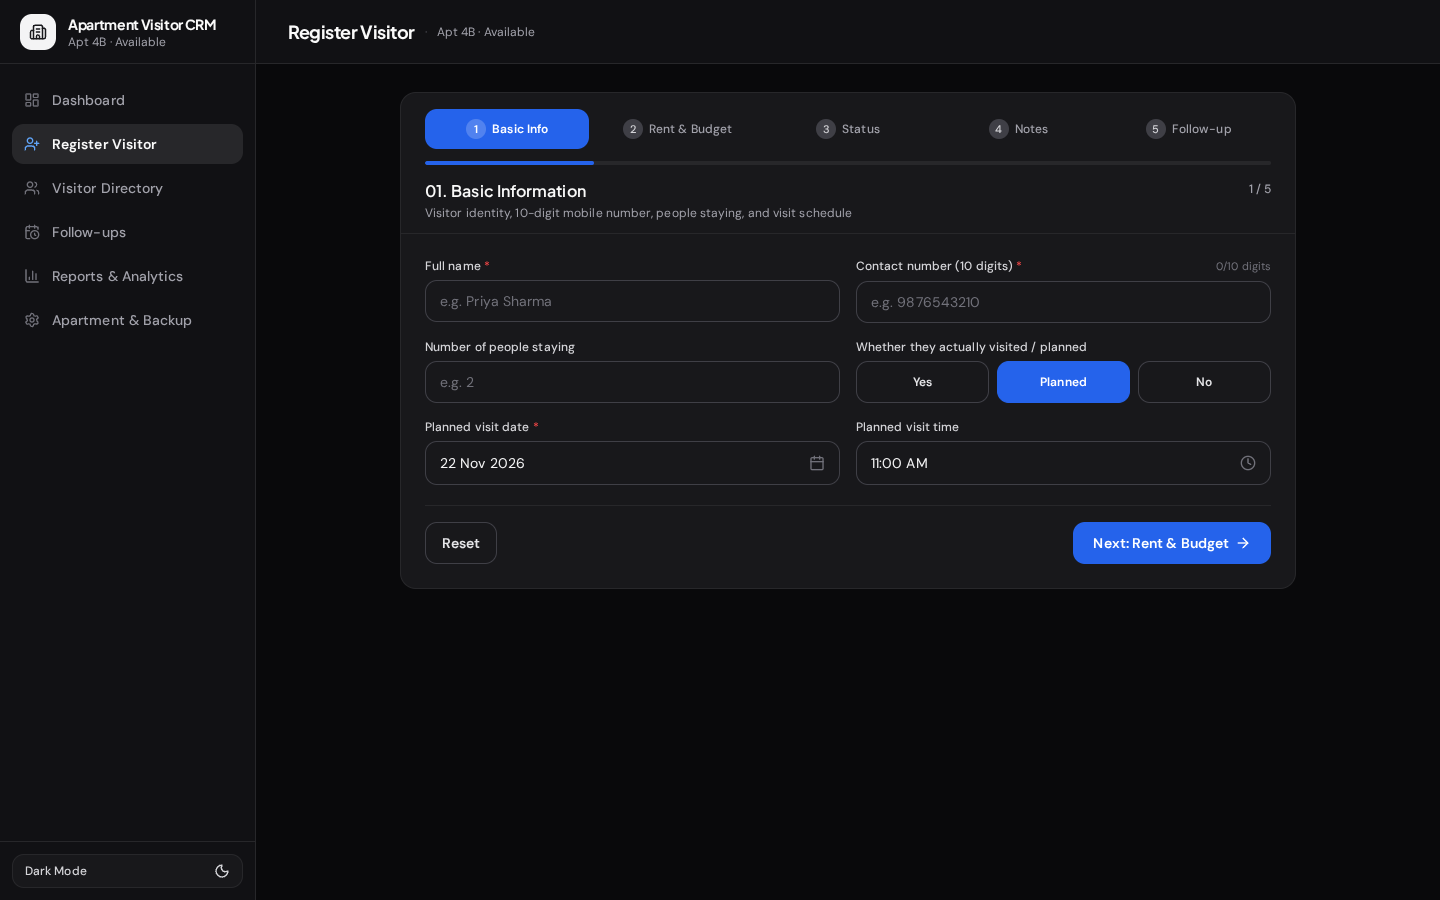 Apartment Visitor CRM
Apt 4B · Available
Register Visitor · Apt 4B · Available
Dashboard
Register Visitor
Visitor Directory
Follow-ups
Reports & Analytics
Apartment & Backup
Dark Mode
1 Basic Info 2 Rent & Budget 3 Status 4 Notes 5 Follow-up
01. Basic Information 1 / 5
Visitor identity, 10-digit mobile number, people staying, and visit schedule
Full name * Contact number (10 digits) * 0/10 digits
e.g. Priya Sharma e.g. 9876543210
Number of people staying Whether they actually visited / planned
e.g. 2 Yes Planned No
Planned visit date * Planned visit time
22 Nov 2026 11:00 AM
Reset Next: Rent & Budget →